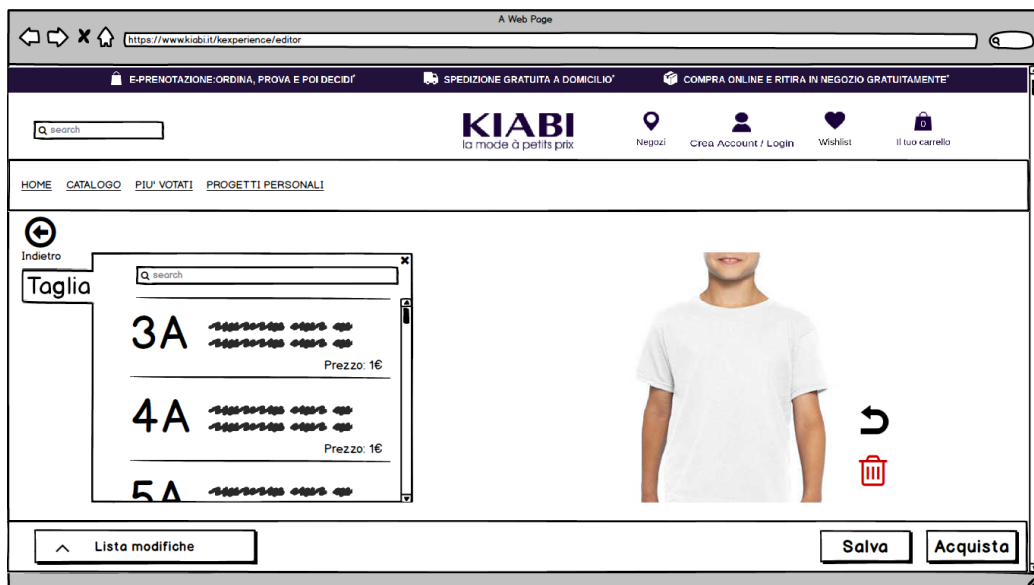 A Web Page
https://www.kiabi.it/kexperience/editor
E-PRENOTAZIONE:ORDINA, PROVA E POI DECIDI*
SPEDIZIONE GRATUITA A DOMICILIO*
COMPRA ONLINE E RITIRA IN NEGOZIO GRATUITAMENTE*
search
KIABI
la mode à petits prix
Negozi
Crea Account / Login
Wishlist
0
Il tuo carrello
HOME CATALOGO PIU' VOTATI PROGETTI PERSONALI
Indietro
Taglia
search
3A
Prezzo: 1€
4A
Prezzo: 1€
5A
Lista modifiche
Salva
Acquista